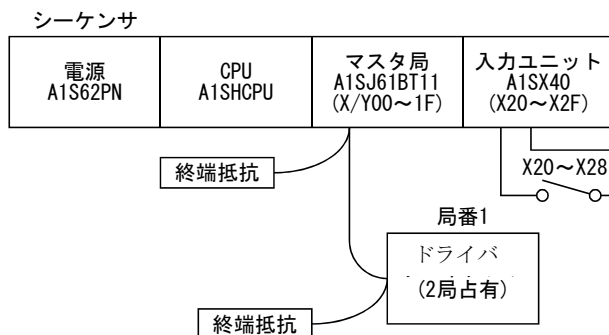 シーケンサ
電源
A1S62PN
CPU
A1SHCPU
マスタ局
A1SJ61BT11
(X/Y00～1F)
入力ユニット
A1SX40
(X20～X2F)
終端抵抗
X20～X28
局番1
ドライバ
(2局占有)
終端抵抗